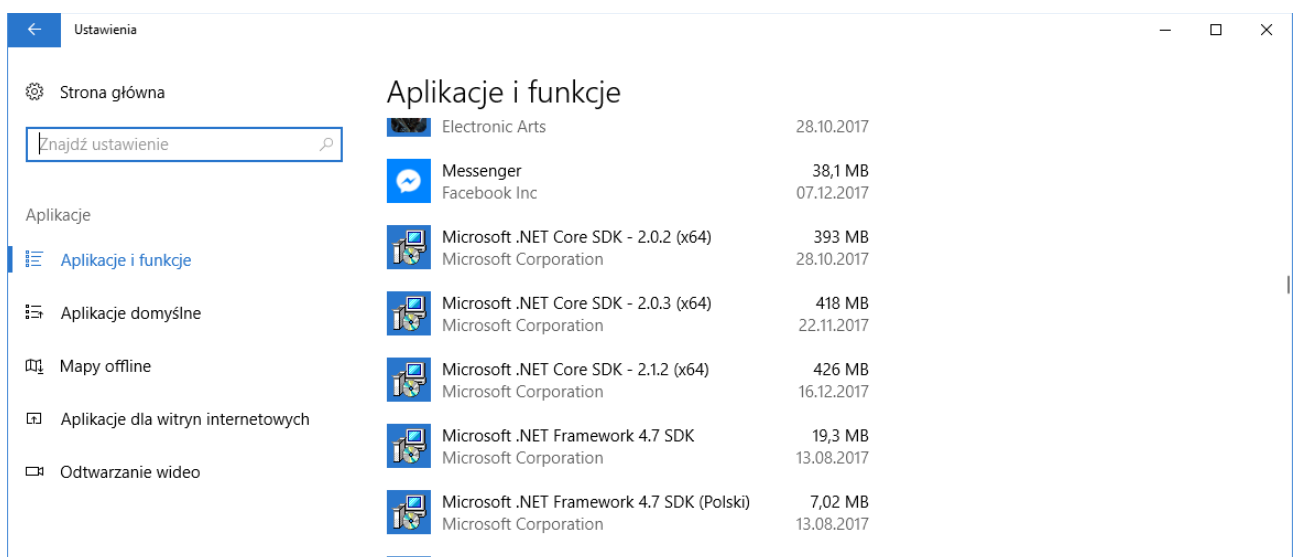 Ustawienia
Strona główna
Znajdź ustawienie
Aplikacje
Aplikacje i funkcje
Aplikacje domyślne
Mapy offline
Aplikacje dla witryn internetowych
Odtwarzanie wideo
Aplikacje i funkcje
Electronic Arts 28.10.2017
Messenger 38,1 MB
Facebook Inc 07.12.2017
Microsoft .NET Core SDK - 2.0.2 (x64) 393 MB
Microsoft Corporation 28.10.2017
Microsoft .NET Core SDK - 2.0.3 (x64) 418 MB
Microsoft Corporation 22.11.2017
Microsoft .NET Core SDK - 2.1.2 (x64) 426 MB
Microsoft Corporation 16.12.2017
Microsoft .NET Framework 4.7 SDK 19,3 MB
Microsoft Corporation 13.08.2017
Microsoft .NET Framework 4.7 SDK (Polski) 7,02 MB
Microsoft Corporation 13.08.2017